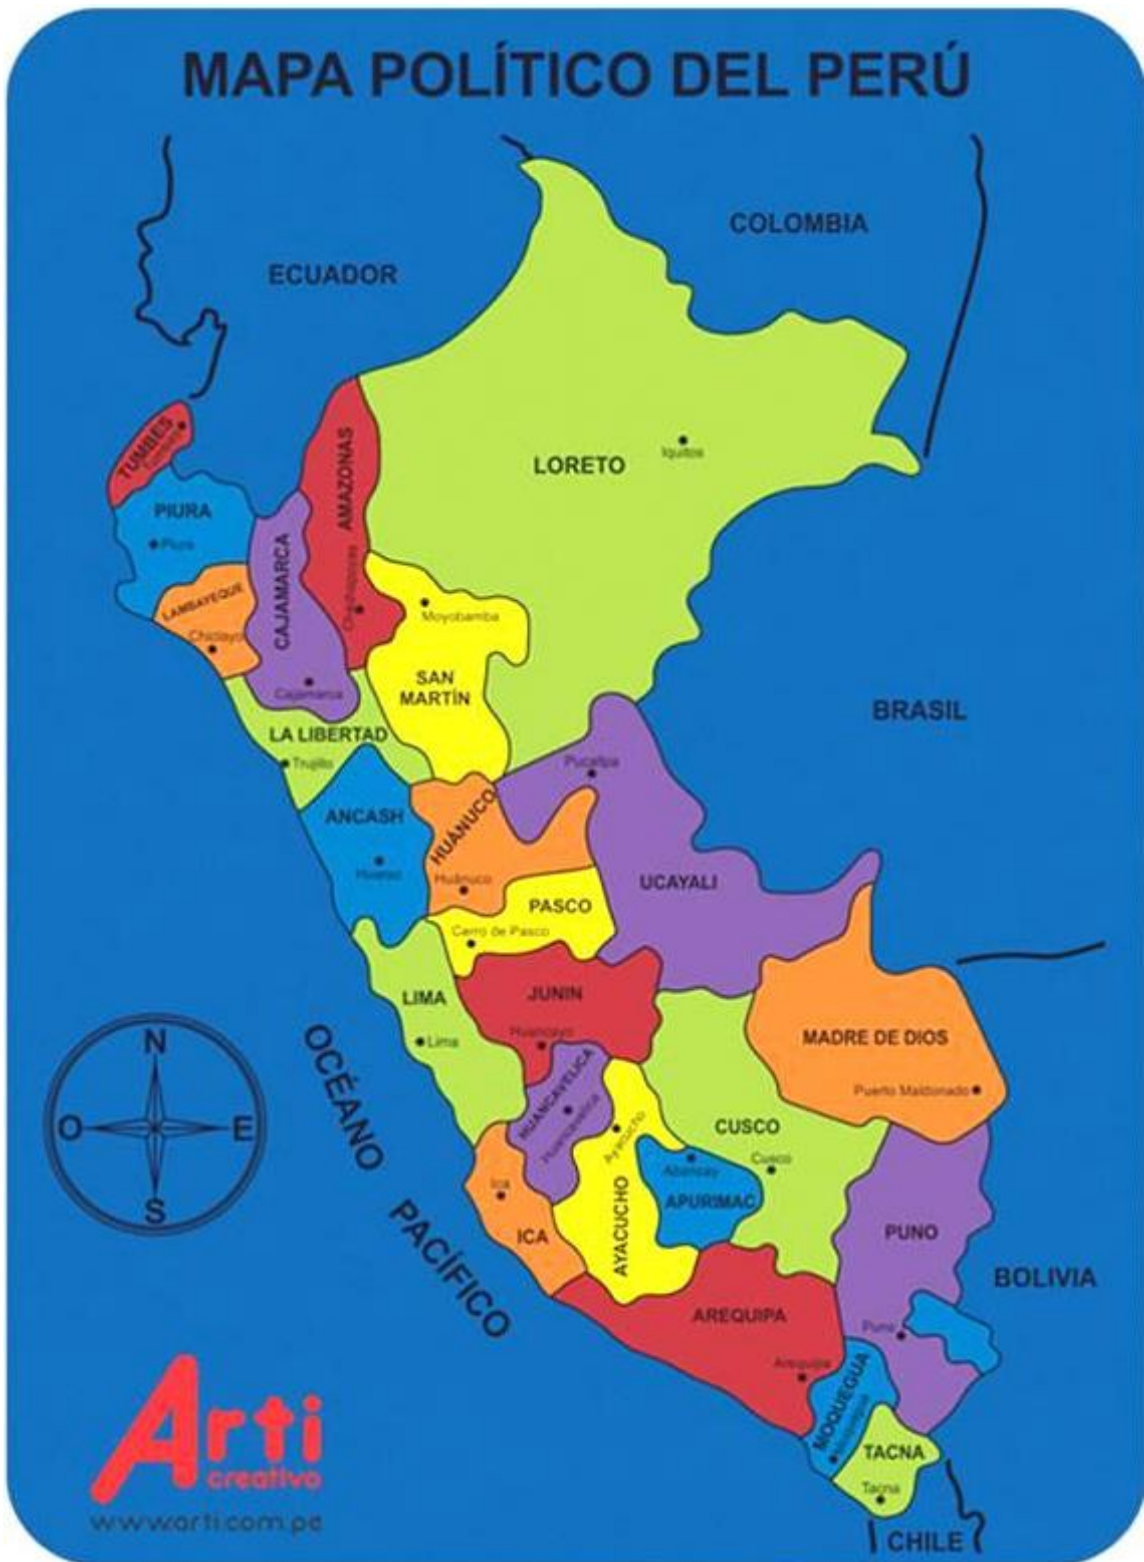 MAPA POLÍTICO DEL PERÚ
COLOMBIA
ECUADOR
TUMBES
AMAZONAS
LORETO
Iquitos
PIURA
Piura
CAJAMARCA
LAMBAYEQUE
Chiclayo
Chachapoyas
Moyobamba
Cajamarca
SAN
MARTÍN
BRASIL
LA LIBERTAD
Trujillo
Pucallpa
ANCASH
HUÁNUCO
Huaraz
Huánuco
UCAYALI
PASCO
Cerro de Pasco
LIMA
Lima
JUNIN
Huancayo
MADRE DE DIOS
Puerto Maldonado
HUANCAVELICA
Huancavelica
Ayacucho
CUSCO
Cusco
Abancay
APURIMAC
AYACUCHO
Ica
ICA
PUNO
Puno
BOLIVIA
AREQUIPA
Arequipa
MOQUEGUA
TACNA
Tacna
CHILE
OCÉANO PACÍFICO
N
O
E
S
Arti
creativo
www.arti.com.pe